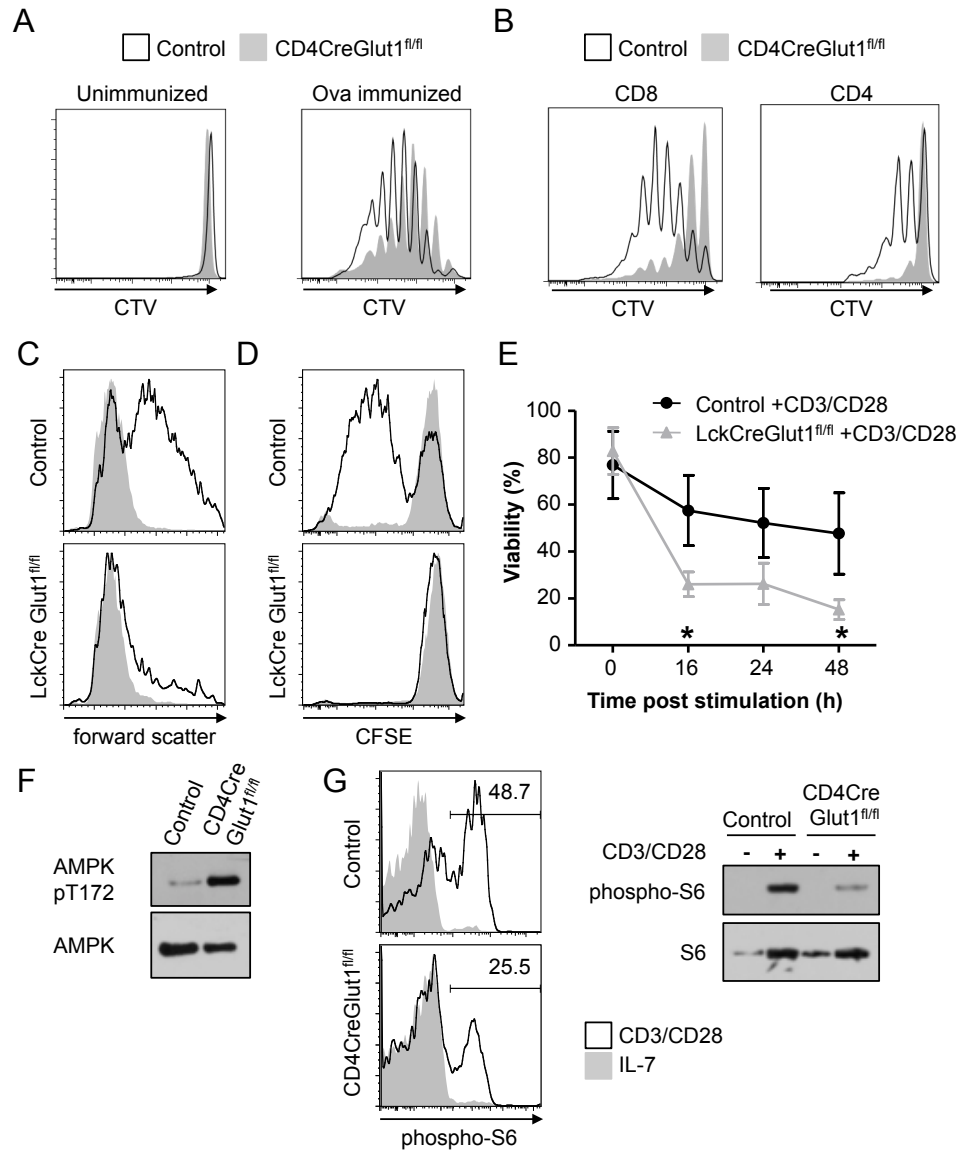 A
Control CD4CreGlut1fl/fl
Unimmunized
Ova immunized
CTV
CTV
B
Control CD4CreGlut1fl/fl
CD8
CD4
CTV
CTV
C
Control
LckCre Glut1fl/fl
forward scatter
D
Control
LckCre Glut1fl/fl
CFSE
E
Control +CD3/CD28
LckCreGlut1fl/fl +CD3/CD28
Viability (%)
100
80
60
40
20
0
* *
0 16 24 48
Time post stimulation (h)
F
Control
CD4Cre
Glut1fl/fl
AMPK
pT172
AMPK
G
Control
48.7
CD4CreGlut1fl/fl
25.5
phospho-S6
Control
CD4Cre
Glut1fl/fl
CD3/CD28 - + - +
phospho-S6
S6
CD3/CD28
IL-7